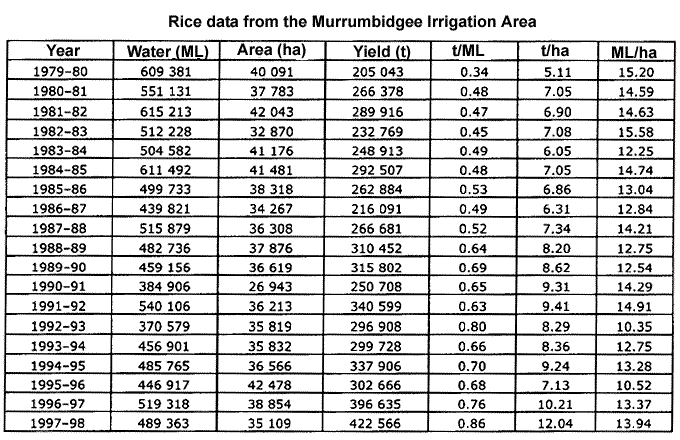 Rice data from the Murrumbidgee Irrigation Area
Year Water (ML) Area (ha) Yield (t) t/ML t/ha ML/ha
1979-80 609 381 40 091 205 043 0.34 5.11 15.20
1980-81 551 131 37 783 266 378 0.48 7.05 14.59
1981-82 615 213 42 043 289 916 0.47 6.90 14.63
1982-83 512 228 32 870 232 769 0.45 7.08 15.58
1983-84 504 582 41 176 248 913 0.49 6.05 12.25
1984-85 611 492 41 481 292 507 0.48 7.05 14.74
1985-86 499 733 38 318 262 884 0.53 6.86 13.04
1986-87 439 821 34 267 216 091 0.49 6.31 12.84
1987-88 515 879 36 308 266 681 0.52 7.34 14.21
1988-89 482 736 37 876 310 452 0.64 8.20 12.75
1989-90 459 156 36 619 315 802 0.69 8.62 12.54
1990-91 384 906 26 943 250 708 0.65 9.31 14.29
1991-92 540 106 36 213 340 599 0.63 9.41 14.91
1992-93 370 579 35 819 296 908 0.80 8.29 10.35
1993-94 456 901 35 832 299 728 0.66 8.36 12.75
1994-95 485 765 36 566 337 906 0.70 9.24 13.28
1995-96 446 917 42 478 302 666 0.68 7.13 10.52
1996-97 519 318 38 854 396 635 0.76 10.21 13.37
1997-98 489 363 35 109 422 566 0.86 12.04 13.94